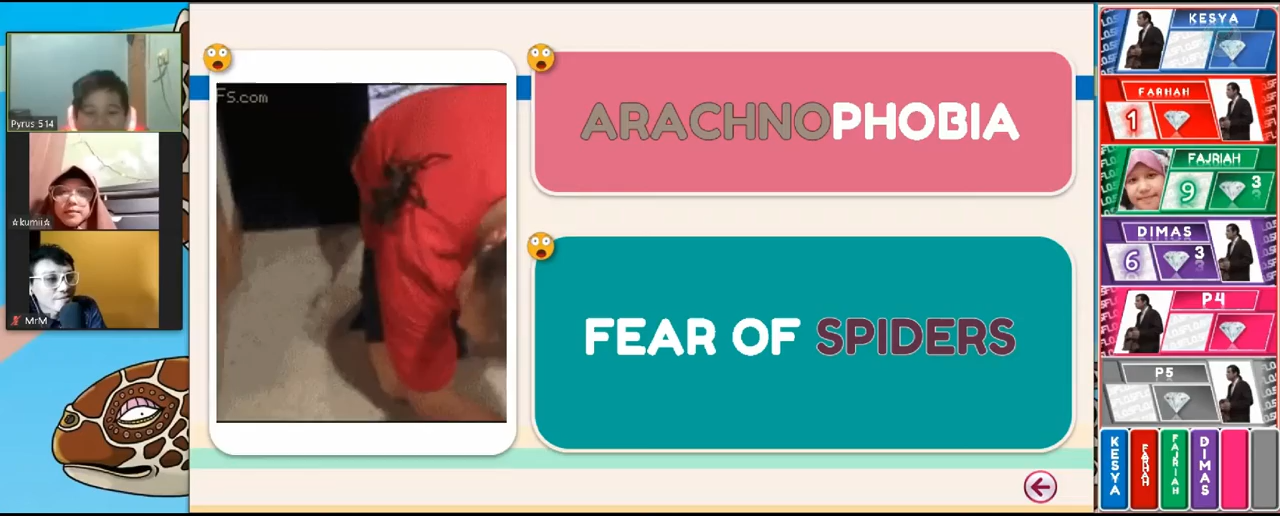 Pyrus 514
☆kumii☆
MrM
FS.com
ARACHNOPHOBIA
FEAR OF SPIDERS
KESYA
FARHAH
1
FAJRIAH
9
3
DIMAS
6
3
P4
P5
KESYA
FARHAH
FAJRIAH
DIMAS